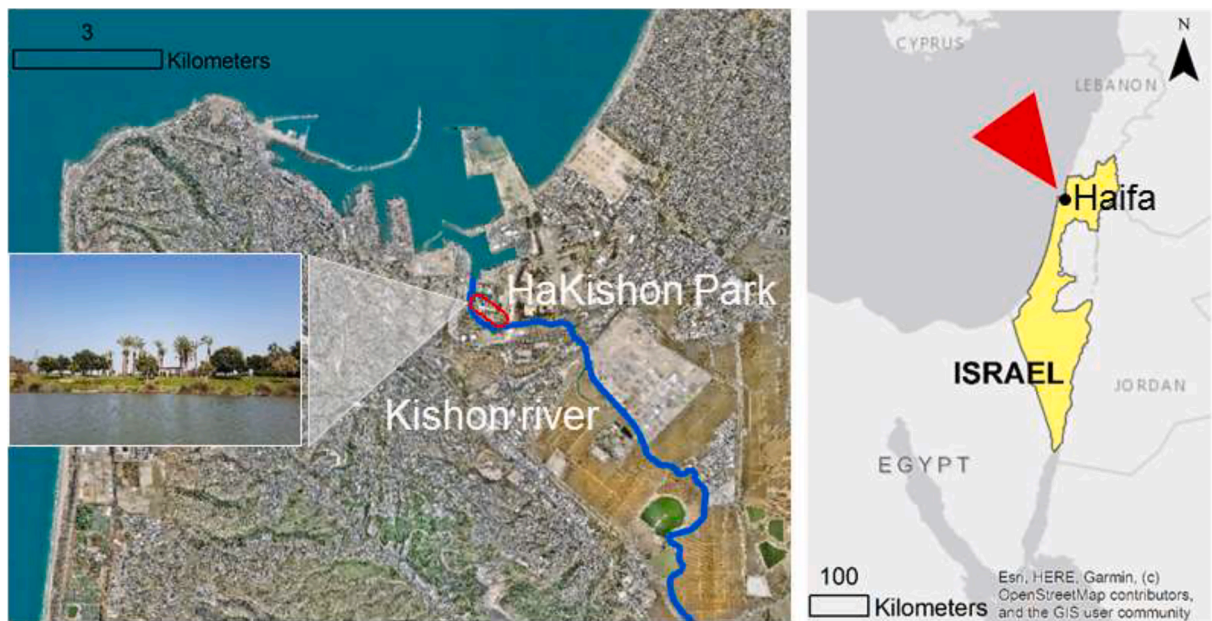 3
Kilometers
HaKishon Park
Kishon river
N
CYPRUS
LEBANON
Haifa
ISRAEL
JORDAN
EGYPT
100
Kilometers
Esri, HERE, Garmin, (c)
OpenStreetMap contributors,
and the GIS user community